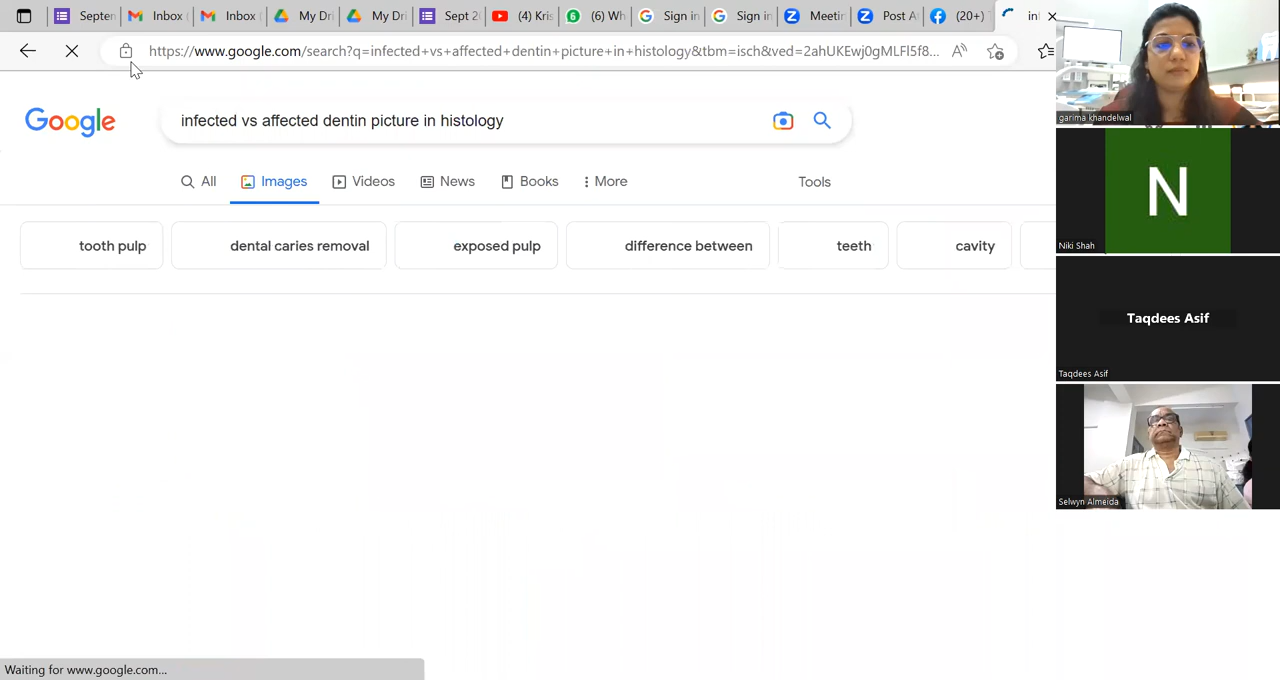 Septen
Inbox (
Inbox (
My Dri
My Dri
Sept 2
(4) Kris
(6) Wh
Sign in
Sign in
Meetin
Post A
(20+)
in
https://www.google.com/search?q=infected+vs+affected+dentin+picture+in+histology&tbm=isch&ved=2ahUKEwj0gMLFl5f8...
Google
infected vs affected dentin picture in histology
All
Images
Videos
News
Books
More
Tools
tooth pulp
dental caries removal
exposed pulp
difference between
teeth
cavity
Waiting for www.google.com...
garima khandelwal
N
Niki Shah
Taqdees Asif
Taqdees Asif
Selwyn Almeida